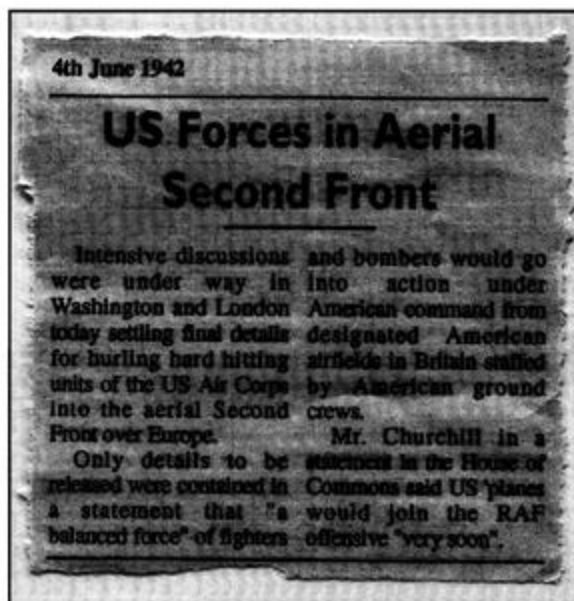 4th June 1942
US Forces in Aerial
Second Front
Intensive discussions
were under way in
Washington and London
today settling final details
for hurling hard hitting
units of the US Air Corps
into the aerial Second
Front over Europe.
Only details to be
released were contained in
a statement that "a
balanced force" of fighters
and bombers would go
into action under
American command from
designated American
airfields in Britain staffed
by American ground
crews.
Mr. Churchill in a
statement in the House of
Commons said US 'planes
would join the RAF
offensive "very soon".